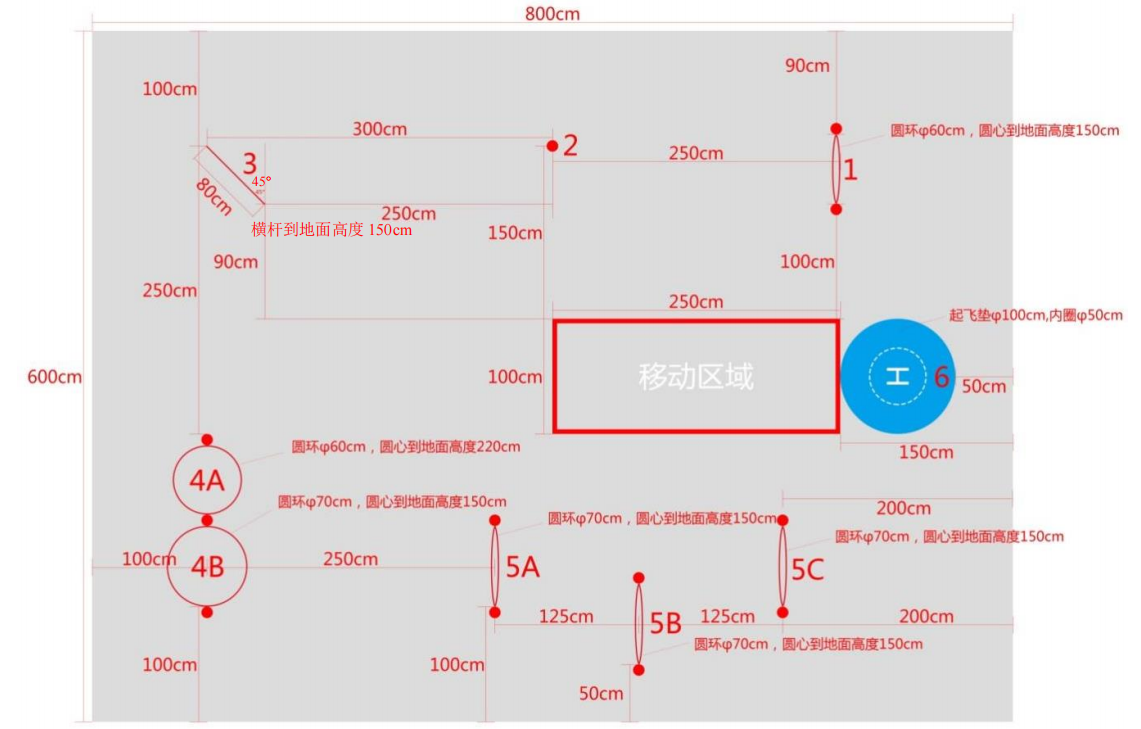 800cm
90cm
100cm
圆环φ60cm，圆心到地面高度150cm
300cm
2
250cm
3
1
45°
80cm
250cm
横杆到地面高度 150cm
150cm
90cm
100cm
250cm
250cm
起飞垫φ100cm,内圈φ50cm
600cm
100cm
移动区域
H
6
50cm
圆环φ60cm，圆心到地面高度220cm
150cm
4A
圆环φ70cm，圆心到地面高度150cm
200cm
圆环φ70cm，圆心到地面高度150cm
圆环φ70cm，圆心到地面高度150cm
100cm
4B
250cm
5A
5C
125cm
5B
125cm
200cm
圆环φ70cm，圆心到地面高度150cm
100cm
100cm
50cm